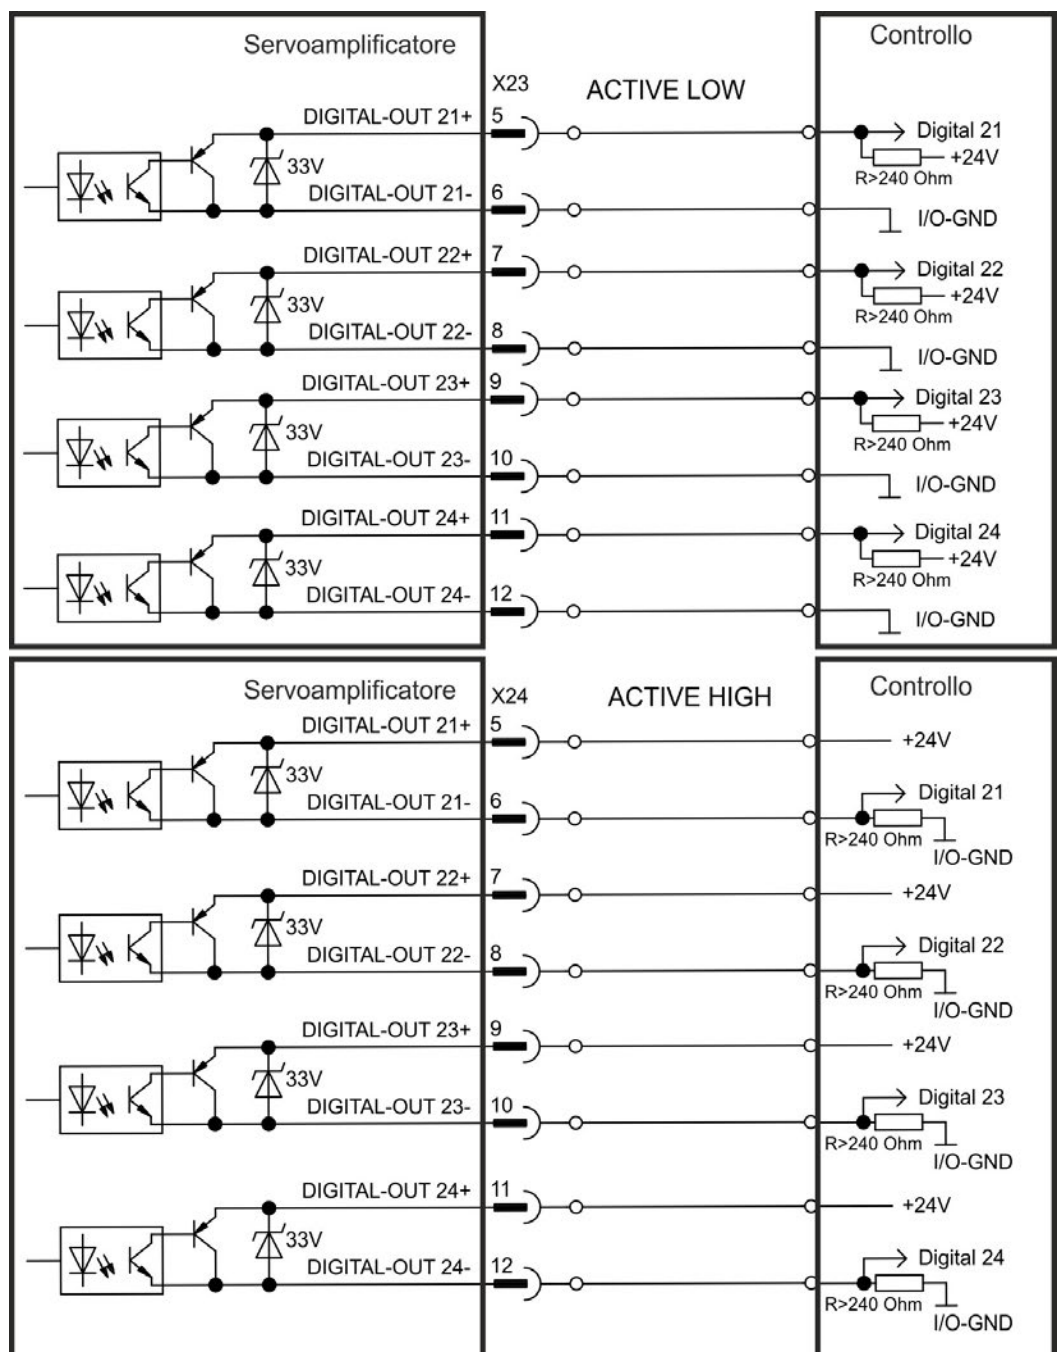 Servoamplificatore
Controllo
X23
ACTIVE LOW
DIGITAL-OUT 21+
5
Digital 21
33V
+24V
R>240 Ohm
DIGITAL-OUT 21-
6
I/O-GND
DIGITAL-OUT 22+
7
Digital 22
33V
+24V
R>240 Ohm
DIGITAL-OUT 22-
8
I/O-GND
DIGITAL-OUT 23+
9
Digital 23
33V
+24V
R>240 Ohm
DIGITAL-OUT 23-
10
I/O-GND
DIGITAL-OUT 24+
11
Digital 24
33V
+24V
R>240 Ohm
DIGITAL-OUT 24-
12
I/O-GND
Servoamplificatore
Controllo
X24
ACTIVE HIGH
DIGITAL-OUT 21+
5
+24V
33V
DIGITAL-OUT 21-
6
Digital 21
R>240 Ohm
I/O-GND
DIGITAL-OUT 22+
7
+24V
33V
DIGITAL-OUT 22-
8
Digital 22
R>240 Ohm
I/O-GND
DIGITAL-OUT 23+
9
+24V
33V
DIGITAL-OUT 23-
10
Digital 23
R>240 Ohm
I/O-GND
DIGITAL-OUT 24+
11
+24V
33V
DIGITAL-OUT 24-
12
Digital 24
R>240 Ohm
I/O-GND